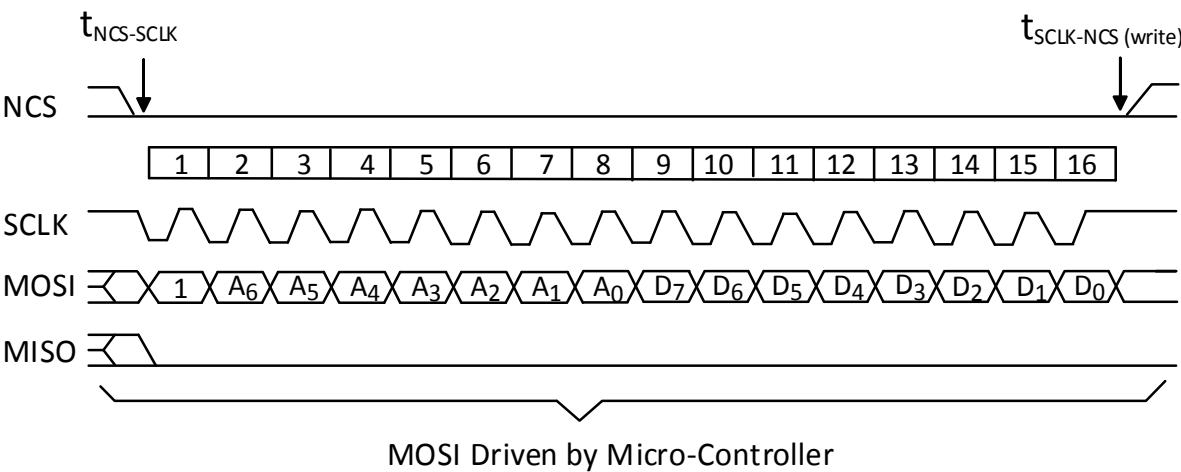 tNCS-SCLK tSCLK-NCS (write)
NCS
1 2 3 4 5 6 7 8 9 10 11 12 13 14 15 16
SCLK
MOSI 1 A6 A5 A4 A3 A2 A1 A0 D7 D6 D5 D4 D3 D2 D1 D0
MISO
MOSI Driven by Micro-Controller